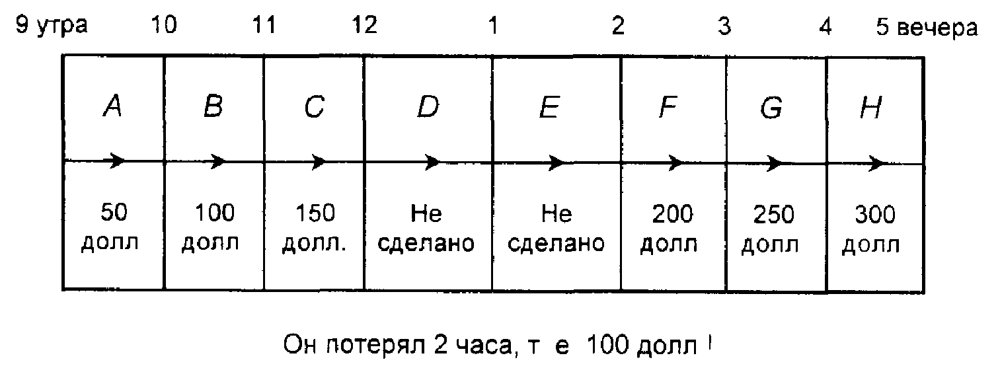 9 утра 10 11 12 1 2 3 4 5 вечера
A B C D E F G H
50 100 150 Не Не 200 250 300
долл долл долл. сделано сделано долл долл долл
Он потерял 2 часа, т е 100 долл !